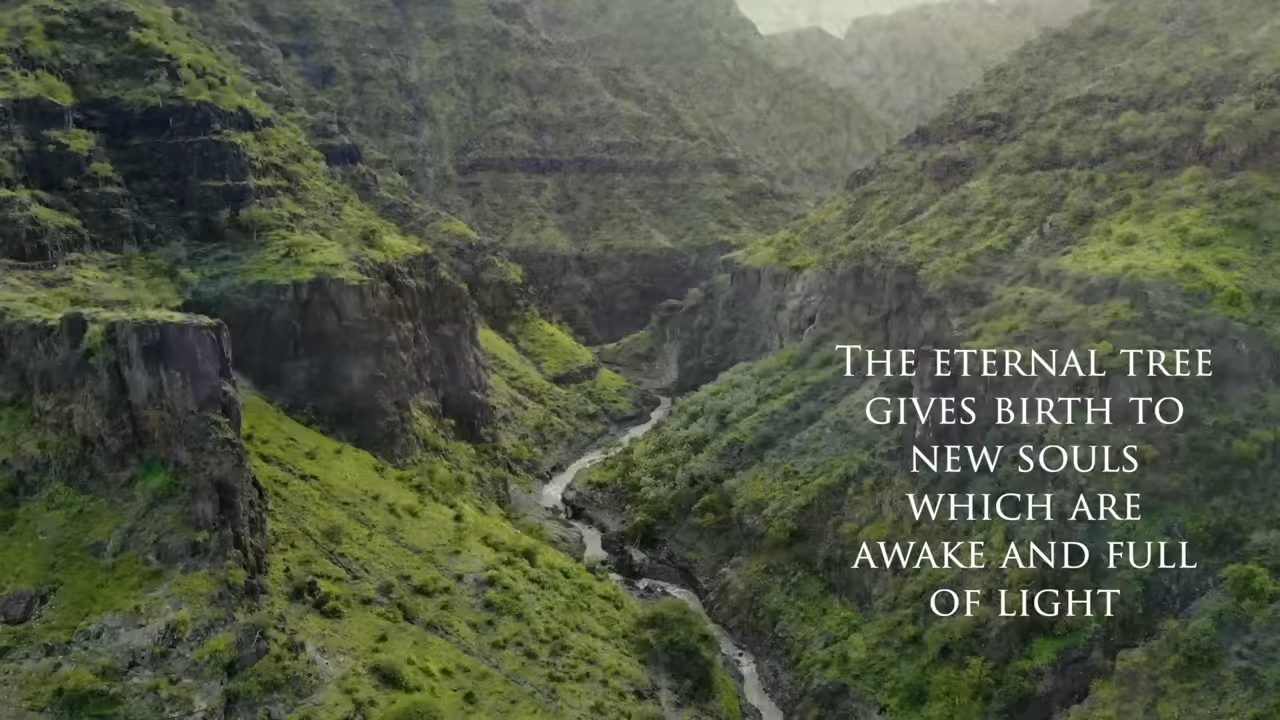 The eternal tree
gives birth to
new souls
which are
awake and full
of light